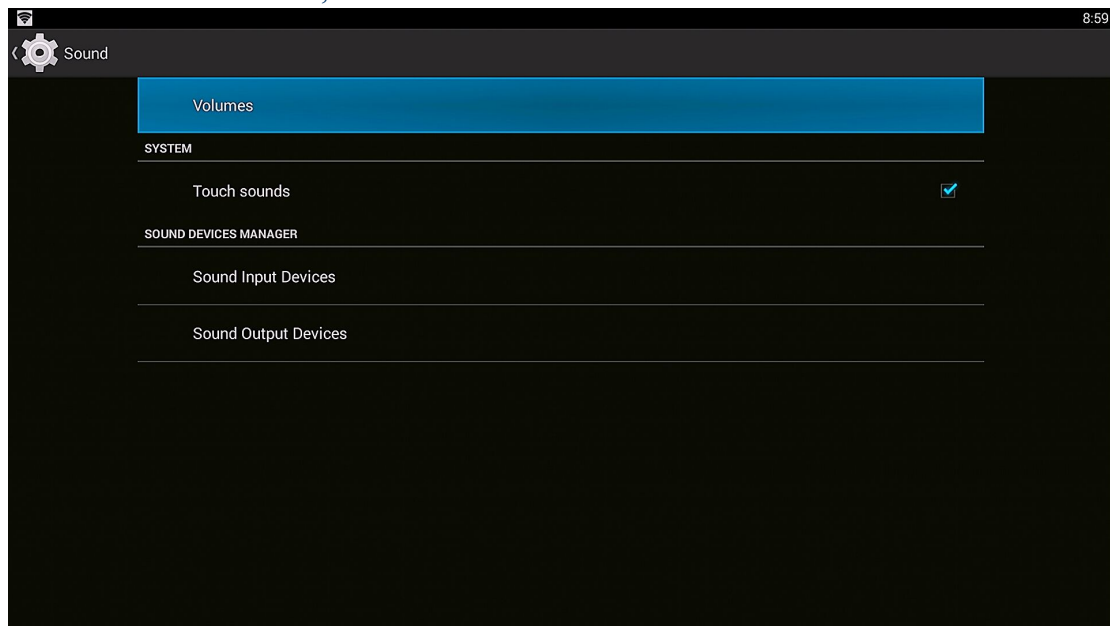 8:59
Sound
Volumes
SYSTEM
Touch sounds
SOUND DEVICES MANAGER
Sound Input Devices
Sound Output Devices